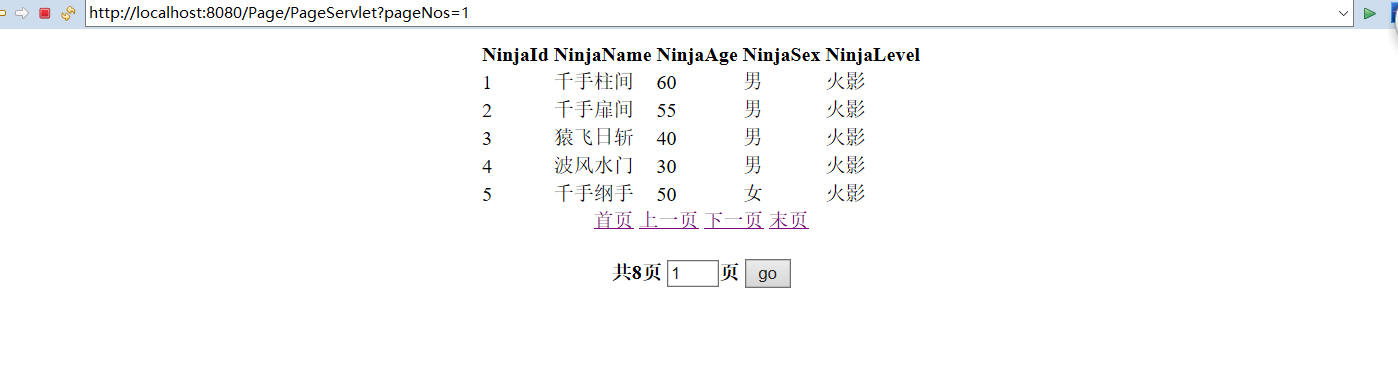 http://localhost:8080/Page/PageServlet?pageNos=1
NinjaId NinjaName NinjaAge NinjaSex NinjaLevel
1 千手柱间 60 男 火影
2 千手扉间 55 男 火影
3 猿飞日斩 40 男 火影
4 波风水门 30 男 火影
5 千手纲手 50 女 火影
首页 上一页 下一页 末页
共8页 1 页 go